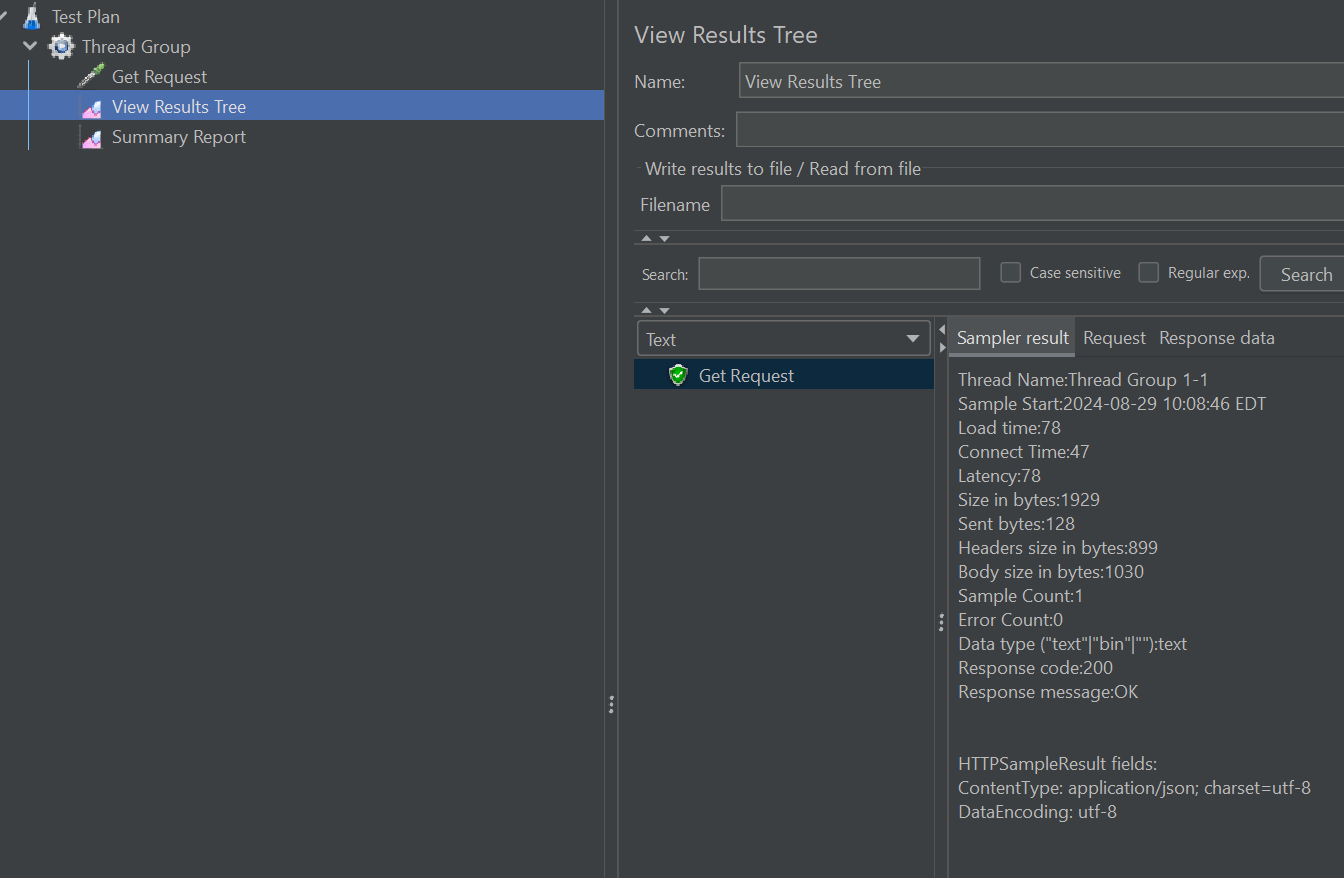 Test Plan
Thread Group
Get Request
View Results Tree
Summary Report
View Results Tree
Name: View Results Tree
Comments:
Write results to file / Read from file
Filename
Search: Case sensitive Regular exp. Search
Text
Get Request
Sampler result Request Response data
Thread Name:Thread Group 1-1
Sample Start:2024-08-29 10:08:46 EDT
Load time:78
Connect Time:47
Latency:78
Size in bytes:1929
Sent bytes:128
Headers size in bytes:899
Body size in bytes:1030
Sample Count:1
Error Count:0
Data type ("text"|"bin"|""):text
Response code:200
Response message:OK
HTTPSampleResult fields:
ContentType: application/json; charset=utf-8
DataEncoding: utf-8